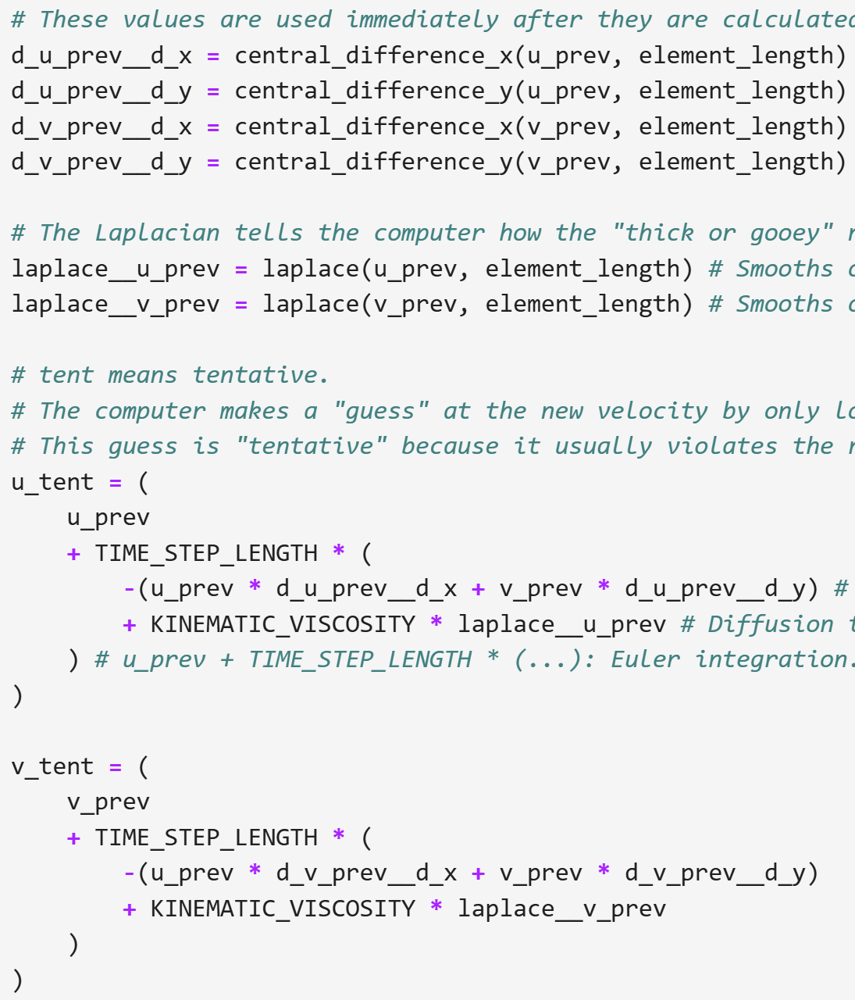 # These values are used immediately after they are calculated
d_u_prev__d_x = central_difference_x(u_prev, element_length)
d_u_prev__d_y = central_difference_y(u_prev, element_length)
d_v_prev__d_x = central_difference_x(v_prev, element_length)
d_v_prev__d_y = central_difference_y(v_prev, element_length)

# The Laplacian tells the computer how the "thick or gooey"
laplace__u_prev = laplace(u_prev, element_length) # Smooths
laplace__v_prev = laplace(v_prev, element_length) # Smooths

# tent means tentative.
# The computer makes a "guess" at the new velocity by only
# This guess is "tentative" because it usually violates the
u_tent = (
    u_prev
    + TIME_STEP_LENGTH * (
        -(u_prev * d_u_prev__d_x + v_prev * d_u_prev__d_y) #
        + KINEMATIC_VISCOSITY * laplace__u_prev # Diffusion
    ) # u_prev + TIME_STEP_LENGTH * (...): Euler integration.
)

v_tent = (
    v_prev
    + TIME_STEP_LENGTH * (
        -(u_prev * d_v_prev__d_x + v_prev * d_v_prev__d_y)
        + KINEMATIC_VISCOSITY * laplace__v_prev
    )
)